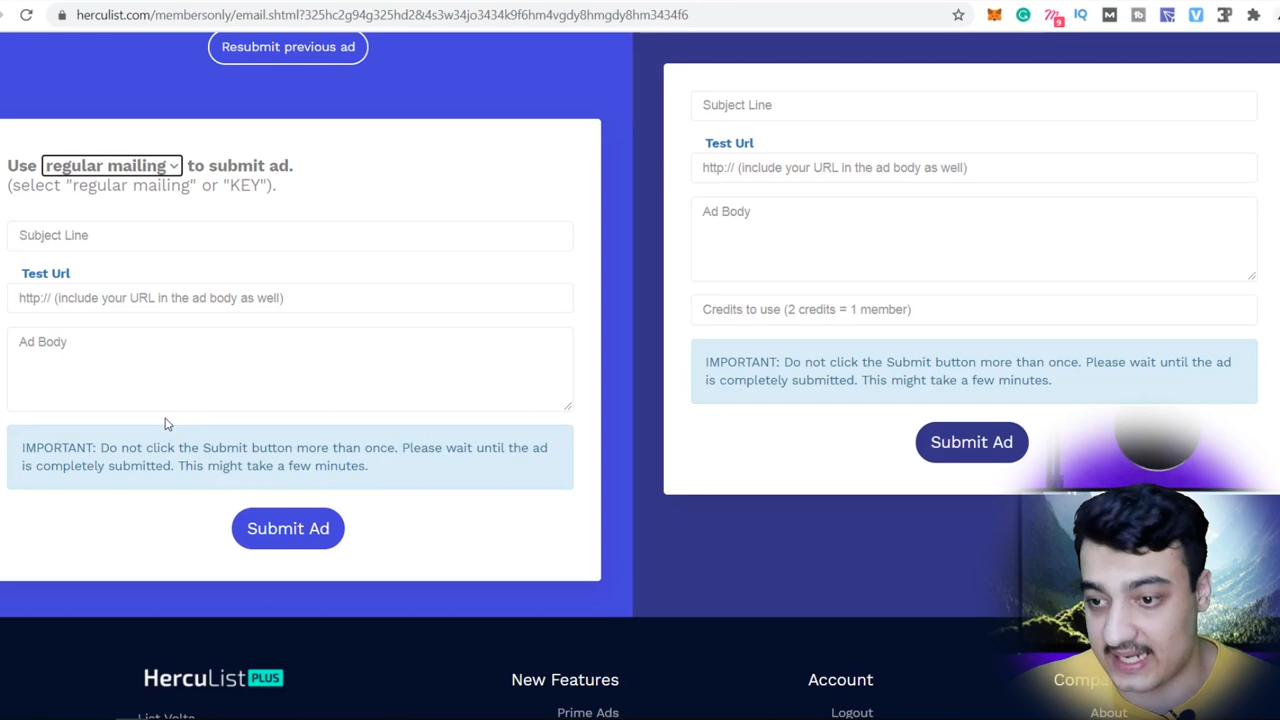 herculist.com/membersonly/email.shtml?325hc2g94g325hd2&4s3w34jo3434k9f6hm4vgdy8hmgdy8hm3434f6
Resubmit previous ad
Use regular mailing to submit ad.
(select "regular mailing" or "KEY").
Subject Line
Test Url
http:// (include your URL in the ad body as well)
Ad Body
IMPORTANT: Do not click the Submit button more than once. Please wait until the ad
is completely submitted. This might take a few minutes.
Submit Ad
Subject Line
Test Url
http:// (include your URL in the ad body as well)
Ad Body
Credits to use (2 credits = 1 member)
IMPORTANT: Do not click the Submit button more than once. Please wait until the ad
is completely submitted. This might take a few minutes.
Submit Ad
HercuList PLUS
List Volta
New Features
Prime Ads
Account
Logout
About